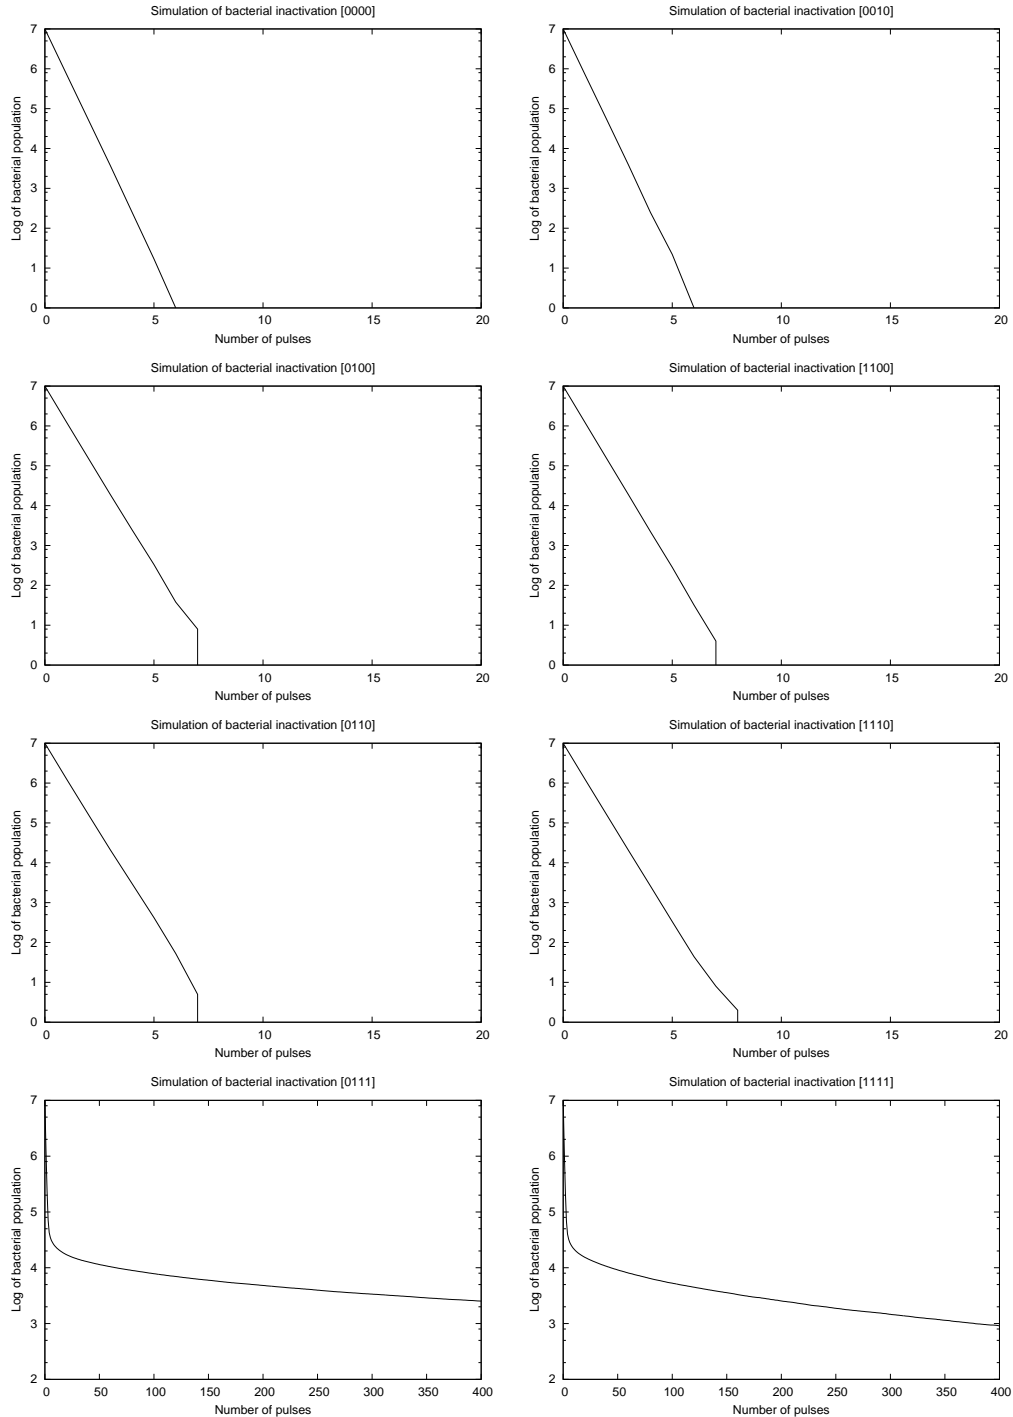 Simulation of bacterial inactivation [0000]
Log of bacterial population
7
6
5
4
3
2
1
0
0 5 10 15 20
Number of pulses
Simulation of bacterial inactivation [0010]
Log of bacterial population
7
6
5
4
3
2
1
0
0 5 10 15 20
Number of pulses
Simulation of bacterial inactivation [0100]
Log of bacterial population
7
6
5
4
3
2
1
0
0 5 10 15 20
Number of pulses
Simulation of bacterial inactivation [1100]
Log of bacterial population
7
6
5
4
3
2
1
0
0 5 10 15 20
Number of pulses
Simulation of bacterial inactivation [0110]
Log of bacterial population
7
6
5
4
3
2
1
0
0 5 10 15 20
Number of pulses
Simulation of bacterial inactivation [1110]
Log of bacterial population
7
6
5
4
3
2
1
0
0 5 10 15 20
Number of pulses
Simulation of bacterial inactivation [0111]
Log of bacterial population
7
6
5
4
3
2
0 50 100 150 200 250 300 350 400
Number of pulses
Simulation of bacterial inactivation [1111]
Log of bacterial population
7
6
5
4
3
2
0 50 100 150 200 250 300 350 400
Number of pulses